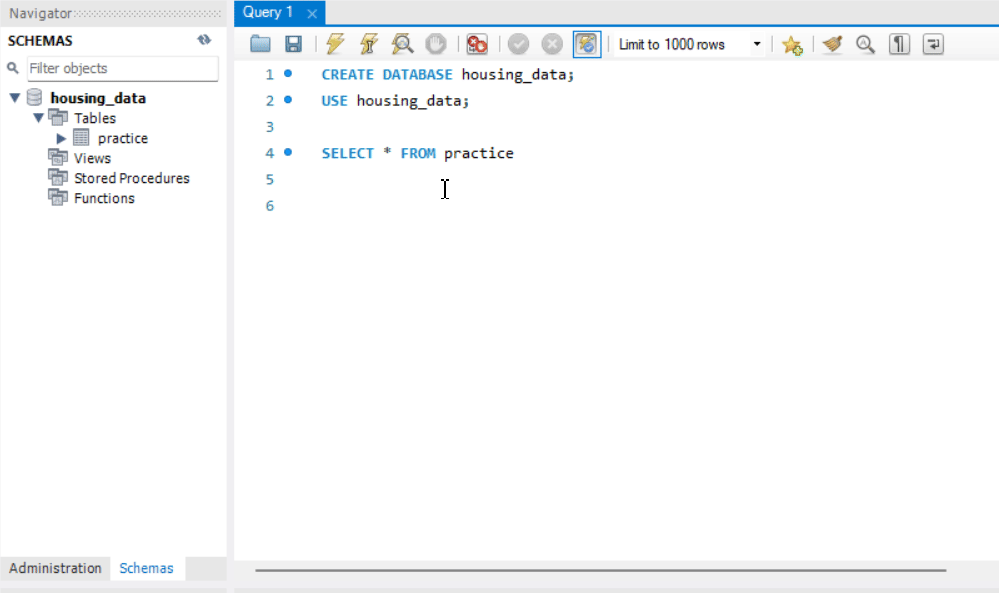 Navigator
SCHEMAS
Filter objects
housing_data
Tables
practice
Views
Stored Procedures
Functions
Administration Schemas
Query 1
Limit to 1000 rows
1 CREATE DATABASE housing_data;
2 USE housing_data;
3
4 SELECT * FROM practice
5
6